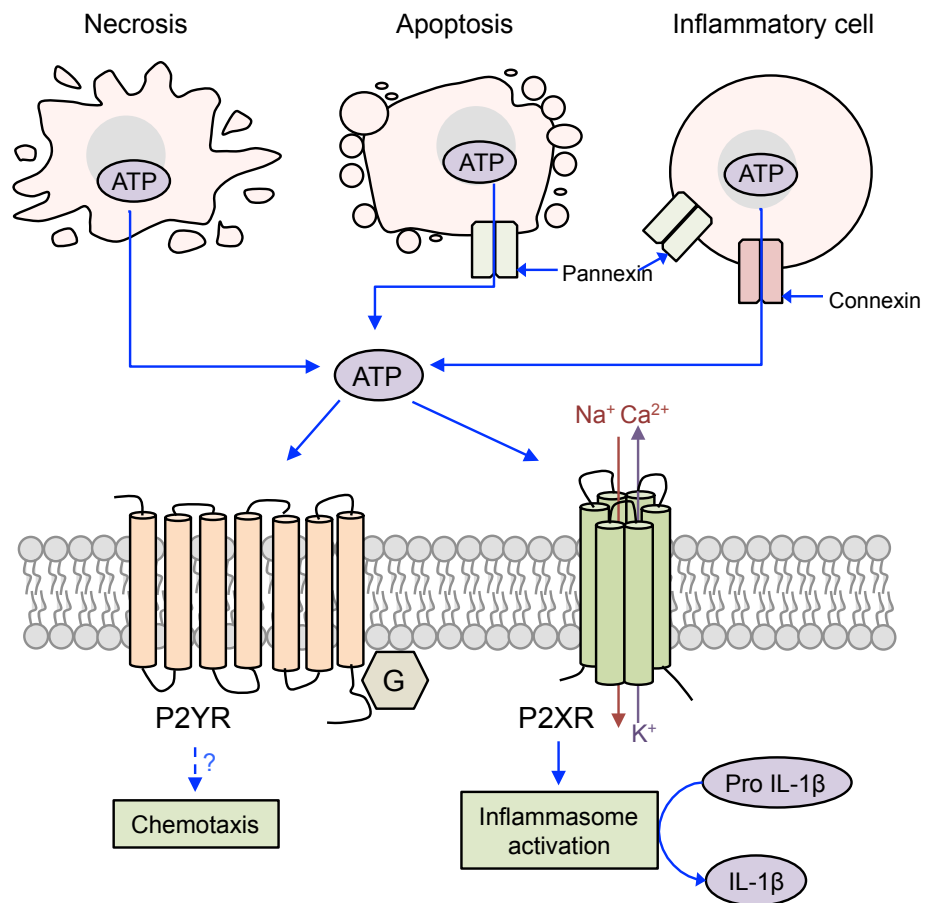 Necrosis
Apoptosis
Inflammatory cell
ATP
ATP
ATP
Pannexin
Connexin
ATP
Na⁺ Ca²⁺
G
P2YR
P2XR
K⁺
?
Chemotaxis
Inflammasome
activation
Pro IL-1β
IL-1β